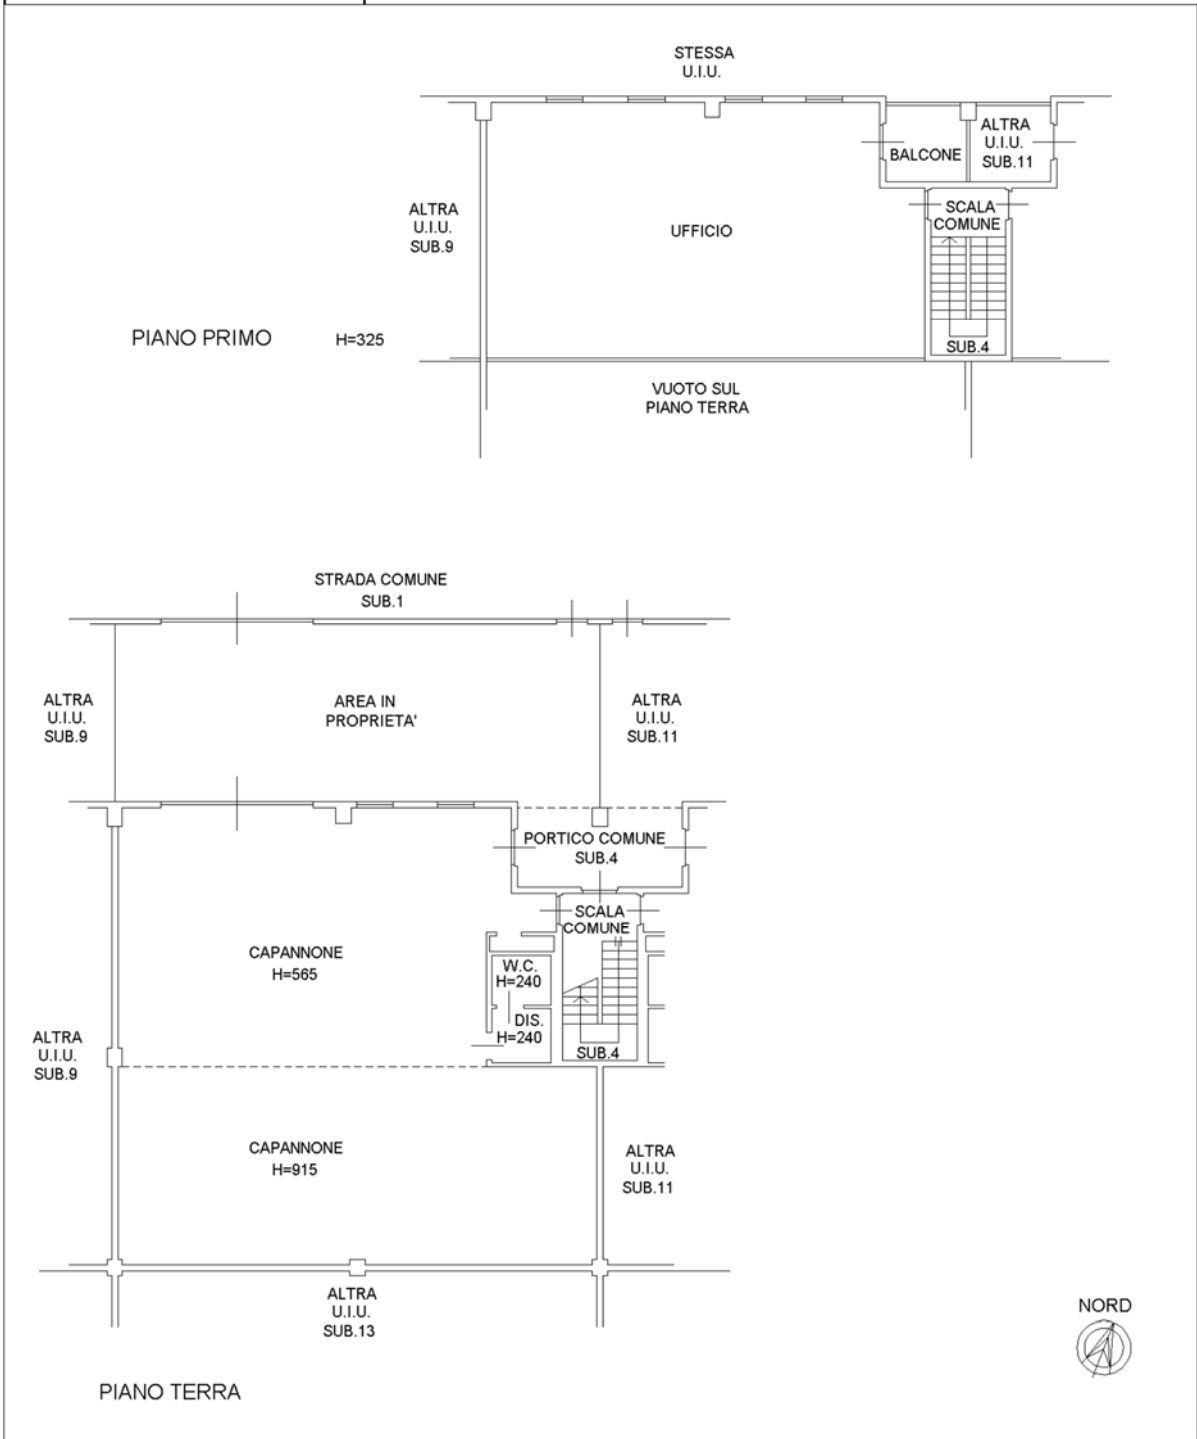 STESSA
U.I.U.
ALTRA
U.I.U.
SUB.11
BALCONE
ALTRA
U.I.U.
SUB.9
UFFICIO
SCALA
COMUNE
PIANO PRIMO
H=325
SUB.4
VUOTO SUL
PIANO TERRA
STRADA COMUNE
SUB.1
ALTRA
U.I.U.
SUB.9
AREA IN
PROPRIETA'
ALTRA
U.I.U.
SUB.11
PORTICO COMUNE
SUB.4
SCALA
COMUNE
CAPANNONE
H=565
W.C.
H=240
DIS.
H=240
SUB.4
ALTRA
U.I.U.
SUB.9
CAPANNONE
H=915
ALTRA
U.I.U.
SUB.11
ALTRA
U.I.U.
SUB.13
NORD
PIANO TERRA